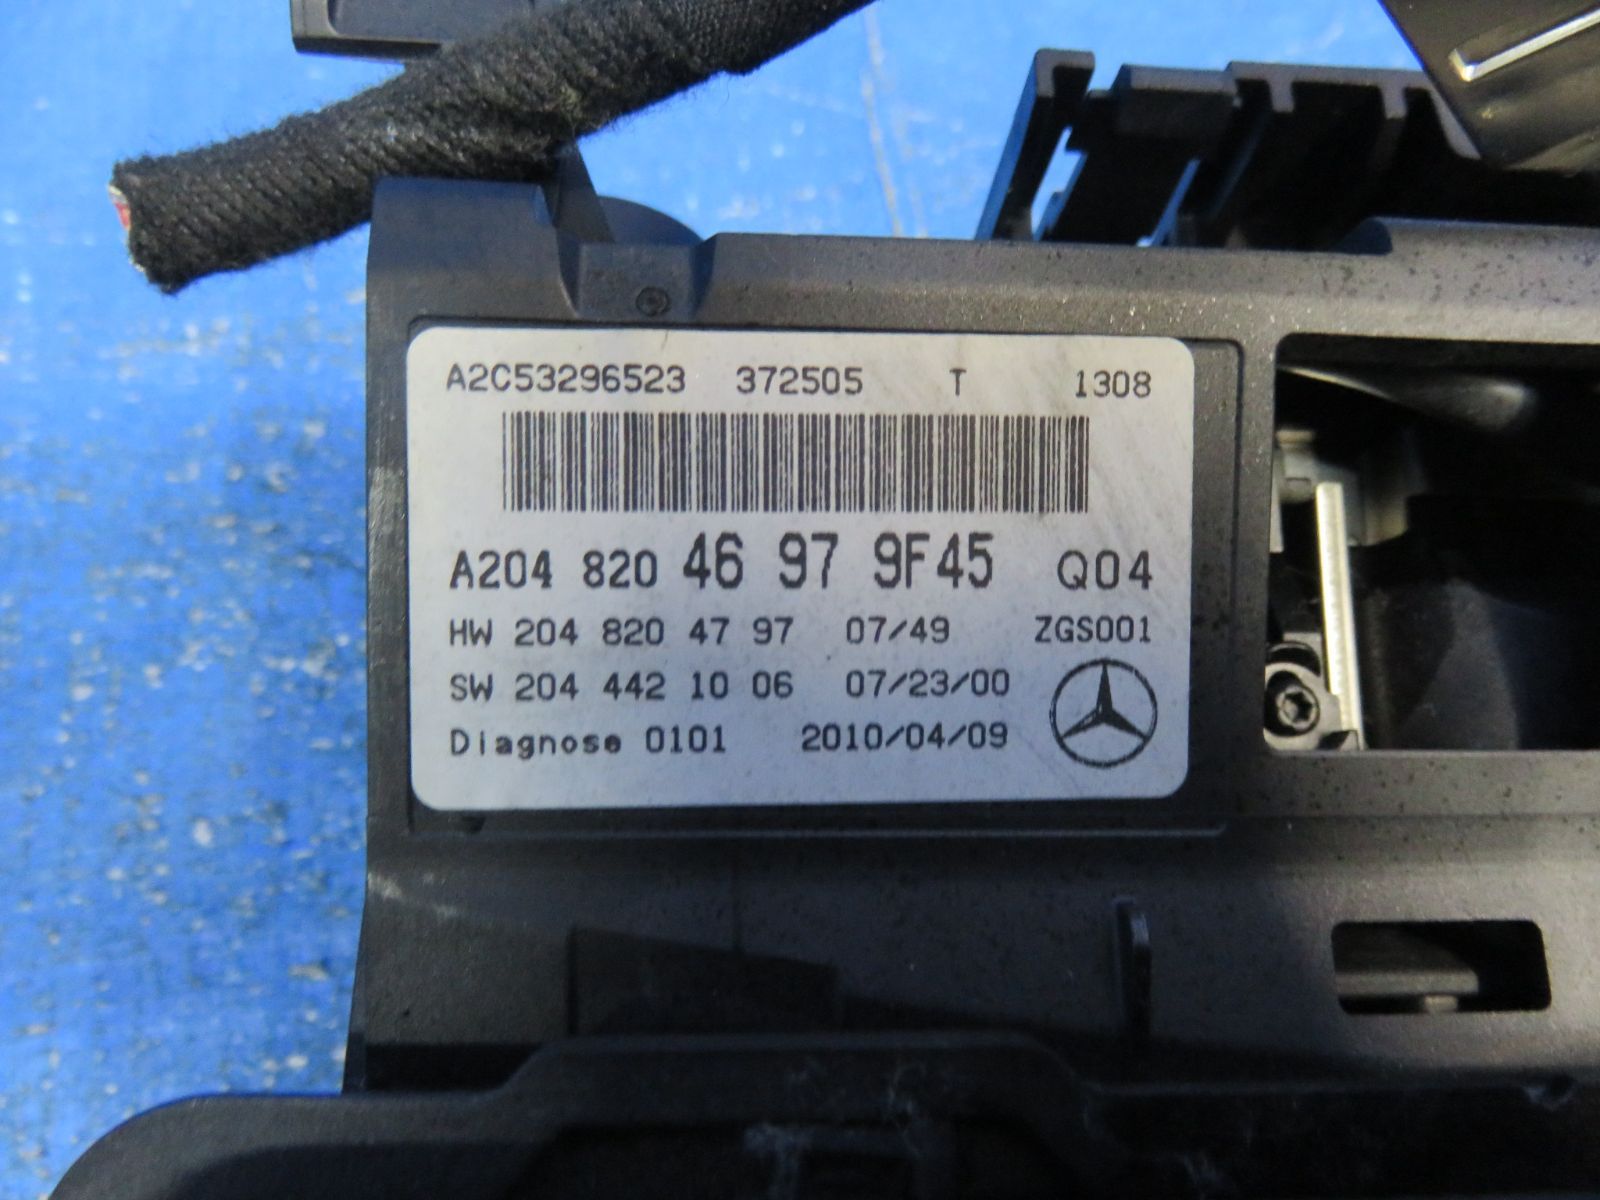 A2C53296523 372505 T 1308
A204 820 46 97 9F45 Q04
HW 204 820 47 97 07/49 ZGS001
SW 204 442 10 06 07/23/00
Diagnose 0101 2010/04/09